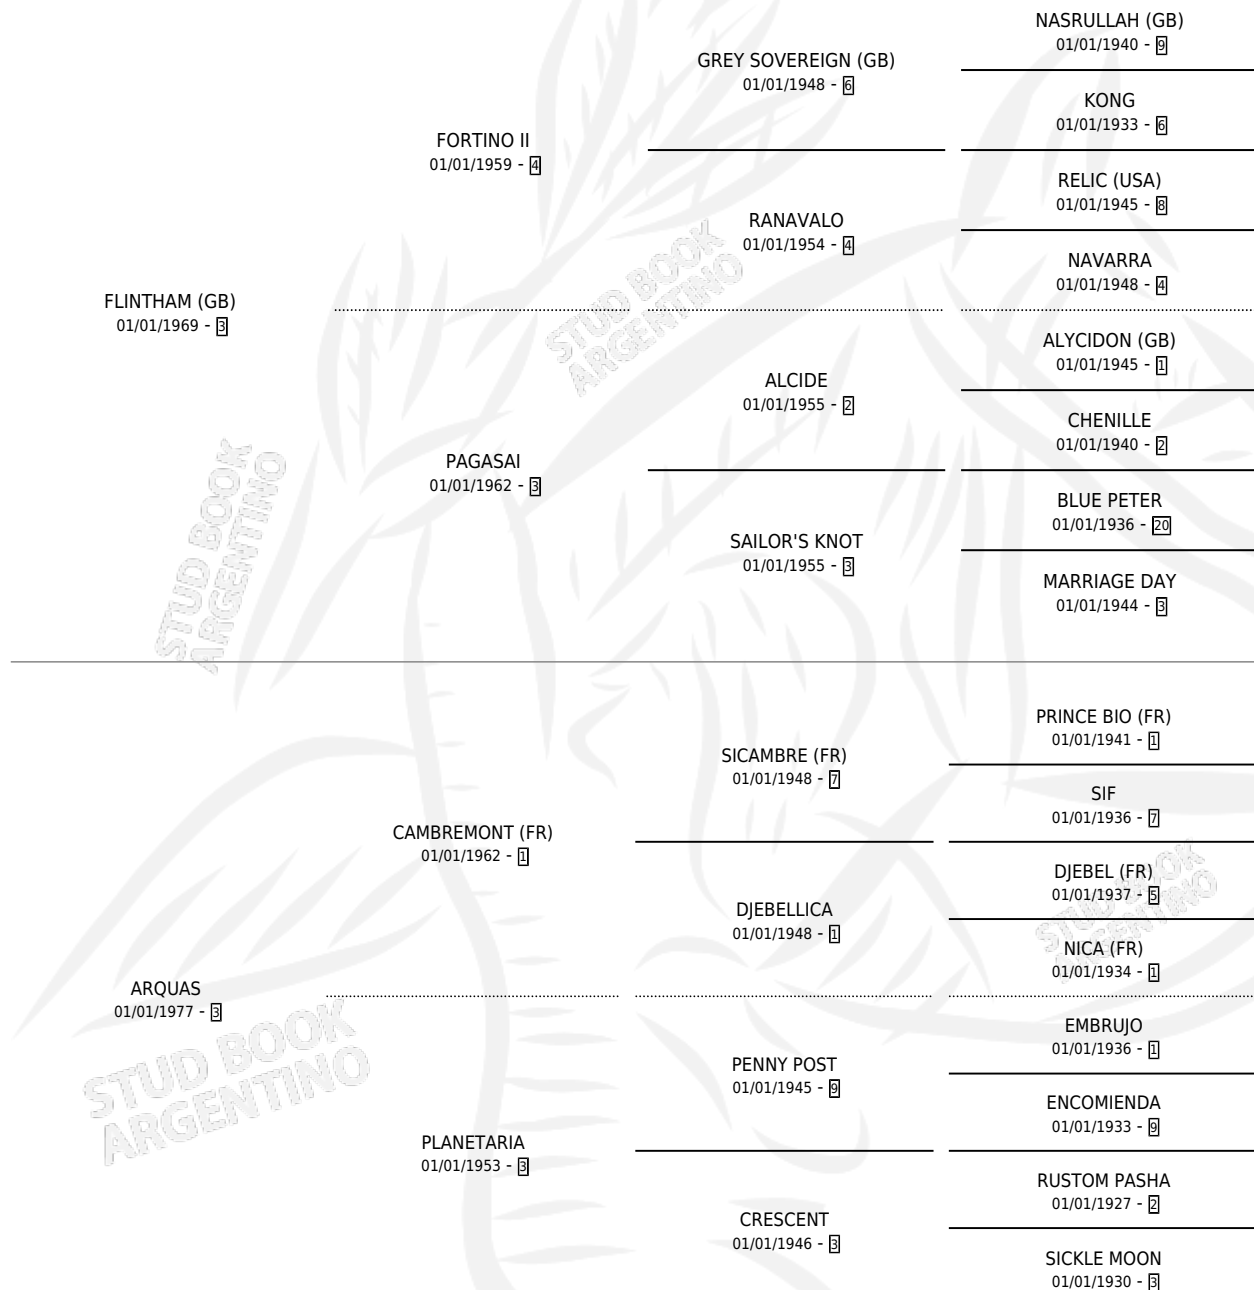 NASRULLAH (GB)
01/01/1940 - 9
GREY SOVEREIGN (GB)
01/01/1948 - 6
KONG
01/01/1933 - 6
FORTINO II
01/01/1959 - 4
RELIC (USA)
01/01/1945 - 8
RANAVALO
01/01/1954 - 4
NAVARRA
01/01/1948 - 4
FLINTHAM (GB)
01/01/1969 - 3
ALYCIDON (GB)
01/01/1945 - 1
ALCIDE
01/01/1955 - 2
CHENILLE
01/01/1940 - 2
PAGASAI
01/01/1962 - 3
BLUE PETER
01/01/1936 - 20
SAILOR'S KNOT
01/01/1955 - 3
MARRIAGE DAY
01/01/1944 - 3
PRINCE BIO (FR)
01/01/1941 - 1
SICAMBRE (FR)
01/01/1948 - 7
SIF
01/01/1936 - 7
CAMBREMONT (FR)
01/01/1962 - 1
DJEBEL (FR)
01/01/1937 - 5
DJEBELLICA
01/01/1948 - 1
NICA (FR)
01/01/1934 - 1
ARQUAS
01/01/1977 - 3
EMBRUJO
01/01/1936 - 1
PENNY POST
01/01/1945 - 9
ENCOMIENDA
01/01/1933 - 9
PLANETARIA
01/01/1953 - 3
RUSTOM PASHA
01/01/1927 - 2
CRESCENT
01/01/1946 - 3
SICKLE MOON
01/01/1930 - 3
STUD BOOK
ARGENTINO
STUD BOOK
ARGENTINO
STUD BOOK
ARGENTINO
STUD BOOK
ARGENTINO